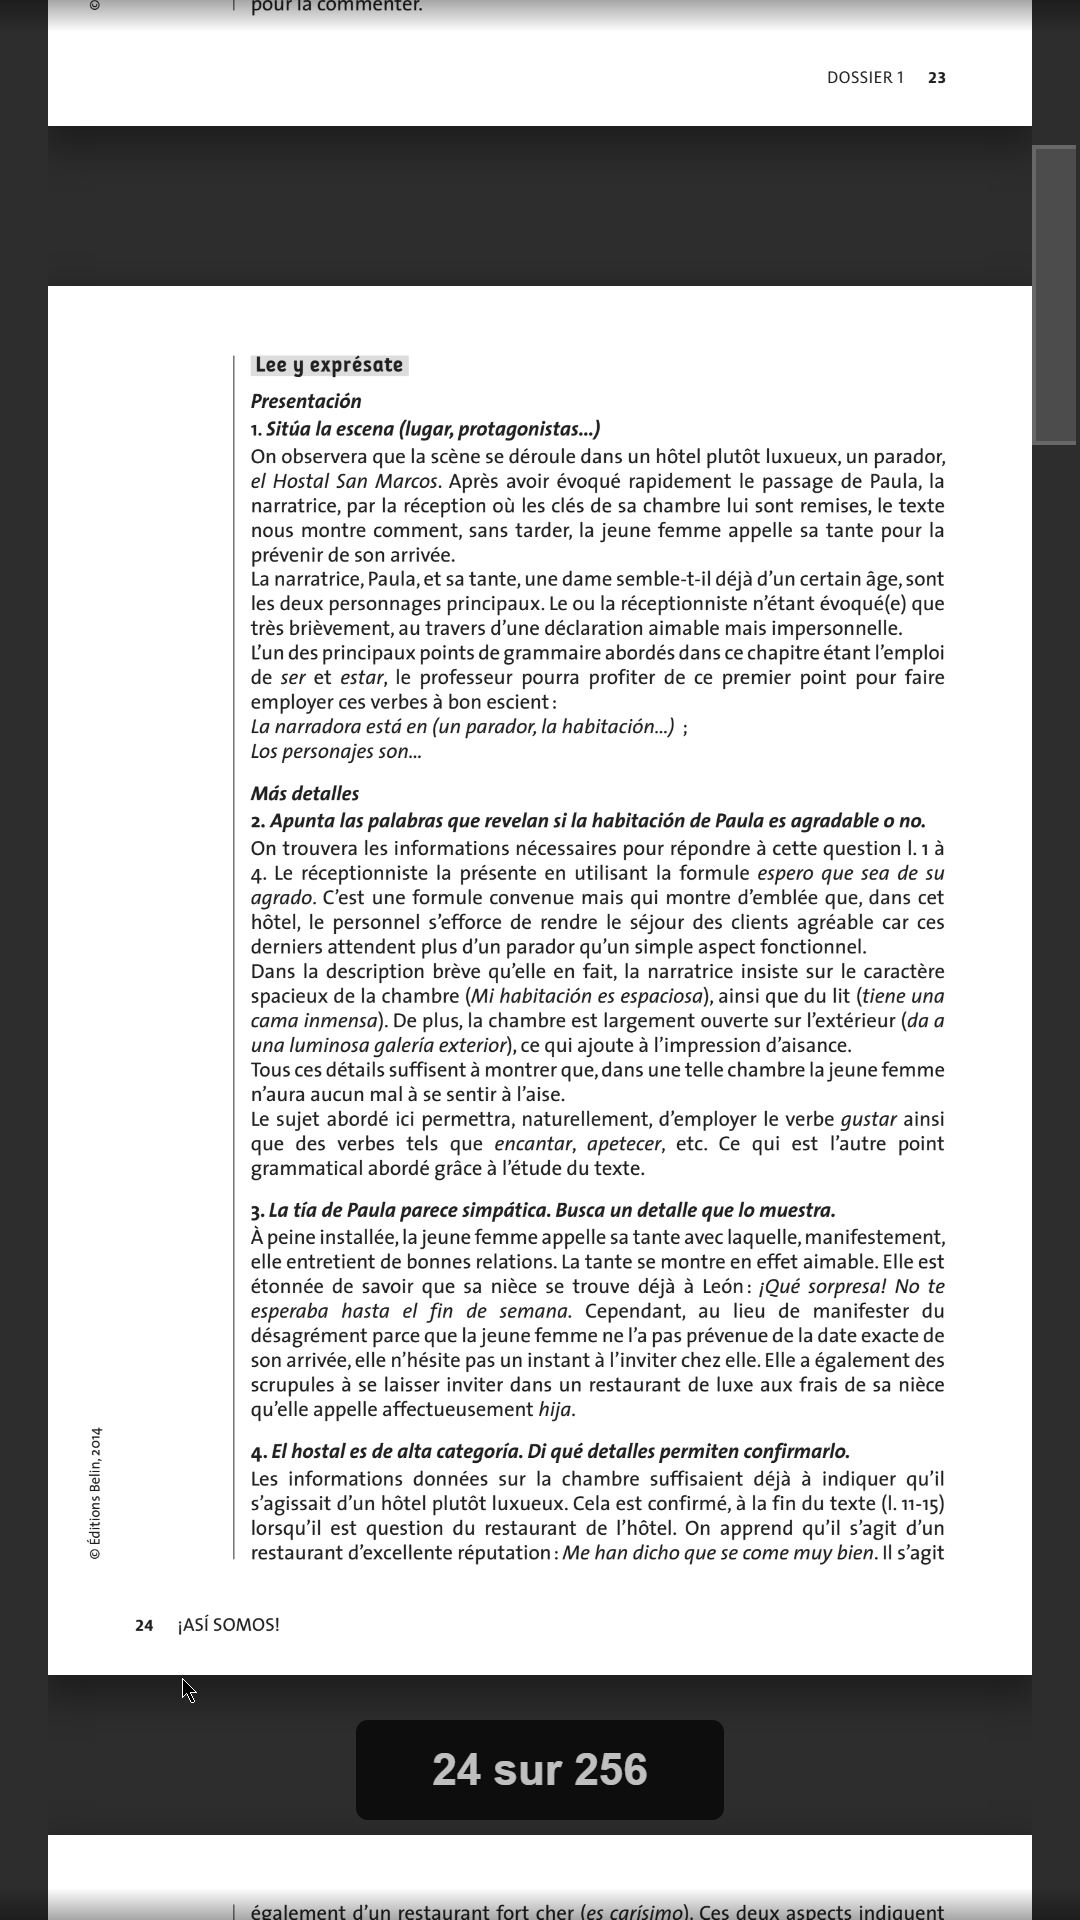 pour la commenter.
©
DOSSIER 1 23
Lee y exprésate
Presentación
1. Sitúa la escena (lugar, protagonistas...)
On observera que la scène se déroule dans un hôtel plutôt luxueux, un parador,
el Hostal San Marcos. Après avoir évoqué rapidement le passage de Paula, la
narratrice, par la réception où les clés de sa chambre lui sont remises, le texte
nous montre comment, sans tarder, la jeune femme appelle sa tante pour la
prévenir de son arrivée.
La narratrice, Paula, et sa tante, une dame semble-t-il déjà d’un certain âge, sont
les deux personnages principaux. Le ou la réceptionniste n’étant évoqué(e) que
très brièvement, au travers d’une déclaration aimable mais impersonnelle.
L’un des principaux points de grammaire abordés dans ce chapitre étant l’emploi
de ser et estar, le professeur pourra profiter de ce premier point pour faire
employer ces verbes à bon escient :
La narradora está en (un parador, la habitación...) ;
Los personajes son...
Más detalles
2. Apunta las palabras que revelan si la habitación de Paula es agradable o no.
On trouvera les informations nécessaires pour répondre à cette question l. 1 à
4. Le réceptionniste la présente en utilisant la formule espero que sea de su
agrado. C’est une formule convenue mais qui montre d’emblée que, dans cet
hôtel, le personnel s’efforce de rendre le séjour des clients agréable car ces
derniers attendent plus d’un parador qu’un simple aspect fonctionnel.
Dans la description brève qu’elle en fait, la narratrice insiste sur le caractère
spacieux de la chambre (Mi habitación es espaciosa), ainsi que du lit (tiene una
cama inmensa). De plus, la chambre est largement ouverte sur l’extérieur (da a
una luminosa galería exterior), ce qui ajoute à l’impression d’aisance.
Tous ces détails suffisent à montrer que, dans une telle chambre la jeune femme
n’aura aucun mal à se sentir à l’aise.
Le sujet abordé ici permettra, naturellement, d’employer le verbe gustar ainsi
que des verbes tels que encantar, apetecer, etc. Ce qui est l’autre point
grammatical abordé grâce à l’étude du texte.
3. La tía de Paula parece simpática. Busca un detalle que lo muestra.
À peine installée, la jeune femme appelle sa tante avec laquelle, manifestement,
elle entretient de bonnes relations. La tante se montre en effet aimable. Elle est
étonnée de savoir que sa nièce se trouve déjà à León : ¡Qué sorpresa! No te
esperaba hasta el fin de semana. Cependant, au lieu de manifester du
désagrément parce que la jeune femme ne l’a pas prévenue de la date exacte de
son arrivée, elle n’hésite pas un instant à l’inviter chez elle. Elle a également des
scrupules à se laisser inviter dans un restaurant de luxe aux frais de sa nièce
qu’elle appelle affectueusement hija.
4. El hostal es de alta categoría. Di qué detalles permiten confirmarlo.
Les informations données sur la chambre suffisaient déjà à indiquer qu’il
s’agissait d’un hôtel plutôt luxueux. Cela est confirmé, à la fin du texte (l. 11-15)
lorsqu’il est question du restaurant de l’hôtel. On apprend qu’il s’agit d’un
restaurant d’excellente réputation : Me han dicho que se come muy bien. Il s’agit
© Éditions Belin, 2014
24 ¡ASÍ SOMOS!
24 sur 256
également d’un restaurant fort cher (es carísimo). Ces deux aspects indiquent